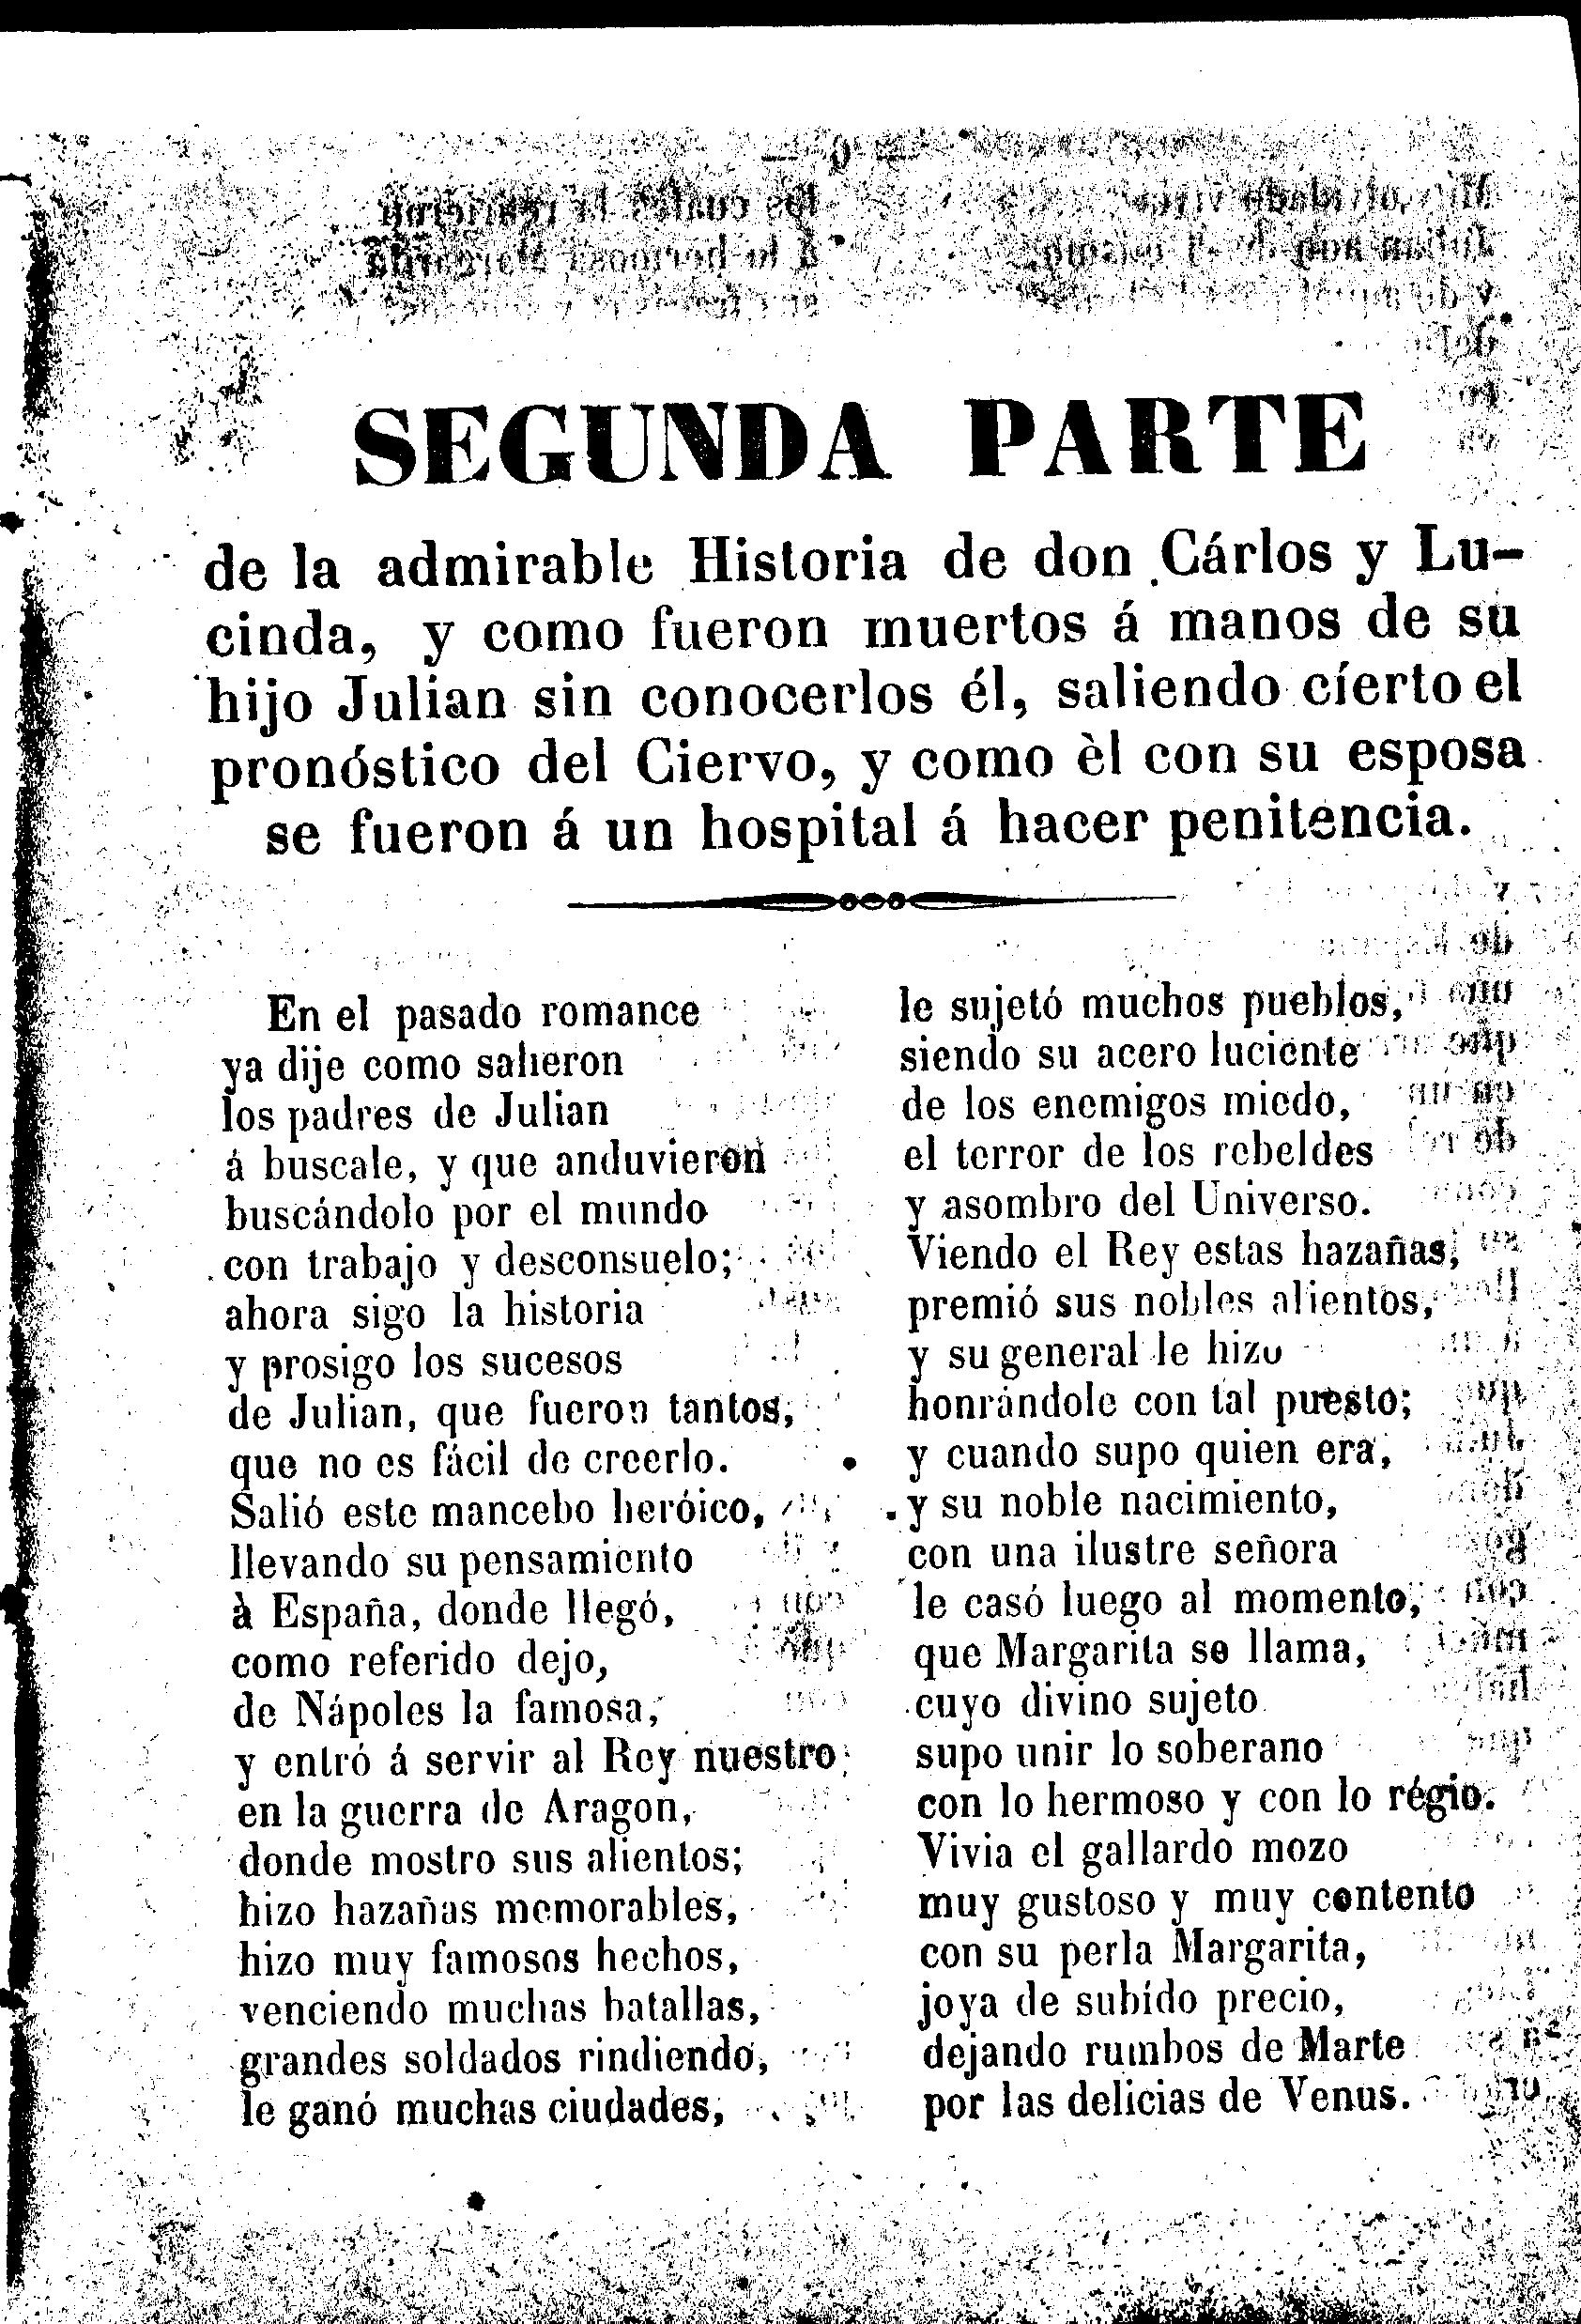 SEGUNDA PARTE
de la admirable Historia de don Cárlos y Lu-
cinda, y como fueron muertos á manos de su
hijo Julian sin conocerlos él, saliendo cíerto el
pronóstico del Ciervo, y como èl con su esposa
se fueron á un hospital á hacer penitencia.
En el pasado romance
ya dije como salieron
los padres de Julian
á buscale, y que anduvieron
buscándolo por el mundo
con trabajo y desconsuelo;
ahora sigo la historia
y prosigo los sucesos
de Julian, que fueron tantos,
que no es fácil de creerlo.
Salió este mancebo heróico,
llevando su pensamiento
à España, donde llegó,
como referido dejo,
de Nápoles la famosa,
y entró á servir al Rey nuestro
en la guerra de Aragon,
donde mostro sus alientos;
hizo hazañas memorables,
hizo muy famosos hechos,
venciendo muchas batallas,
grandes soldados rindiendo,
le ganó muchas ciudades,
le sujetó muchos pueblos,
siendo su acero luciente
de los enemigos miedo,
el terror de los rebeldes
y asombro del Universo.
Viendo el Rey estas hazañas,
premió sus nobles alientos,
y su general le hizo
honrándole con tal puesto;
y cuando supo quien era,
y su noble nacimiento,
con una ilustre señora
le casó luego al momento,
que Margarita se llama,
cuyo divino sujeto
supo unir lo soberano
con lo hermoso y con lo régio.
Vivia el gallardo mozo
muy gustoso y muy contento
con su perla Margarita,
joya de subído precio,
dejando rumbos de Marte
por las delicias de Venus.